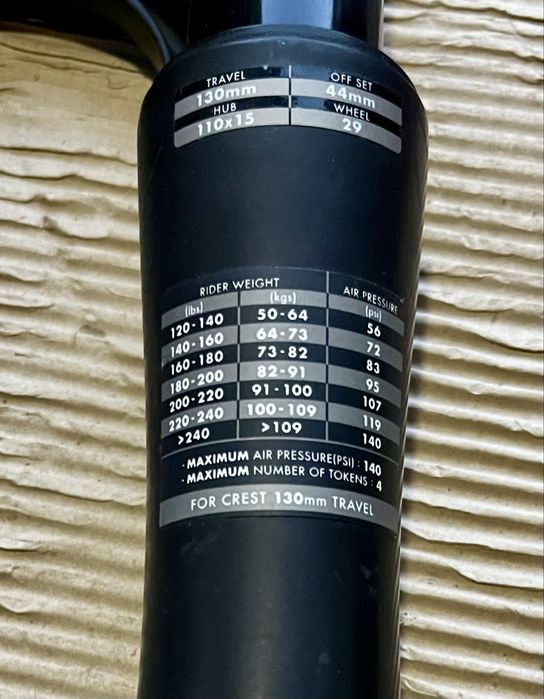 TRAVEL OFF SET
130mm 44mm
HUB WHEEL
110x15 29
RIDER WEIGHT AIR PRESSURE
(lbs) (kgs) (psi)
120-140 50-64 56
140-160 64-73 72
160-180 73-82 83
180-200 82-91 95
200-220 91-100 107
220-240 100-109 119
>240 >109 140
· MAXIMUM AIR PRESSURE(PSI) : 140
· MAXIMUM NUMBER OF TOKENS : 4
FOR CREST 130mm TRAVEL